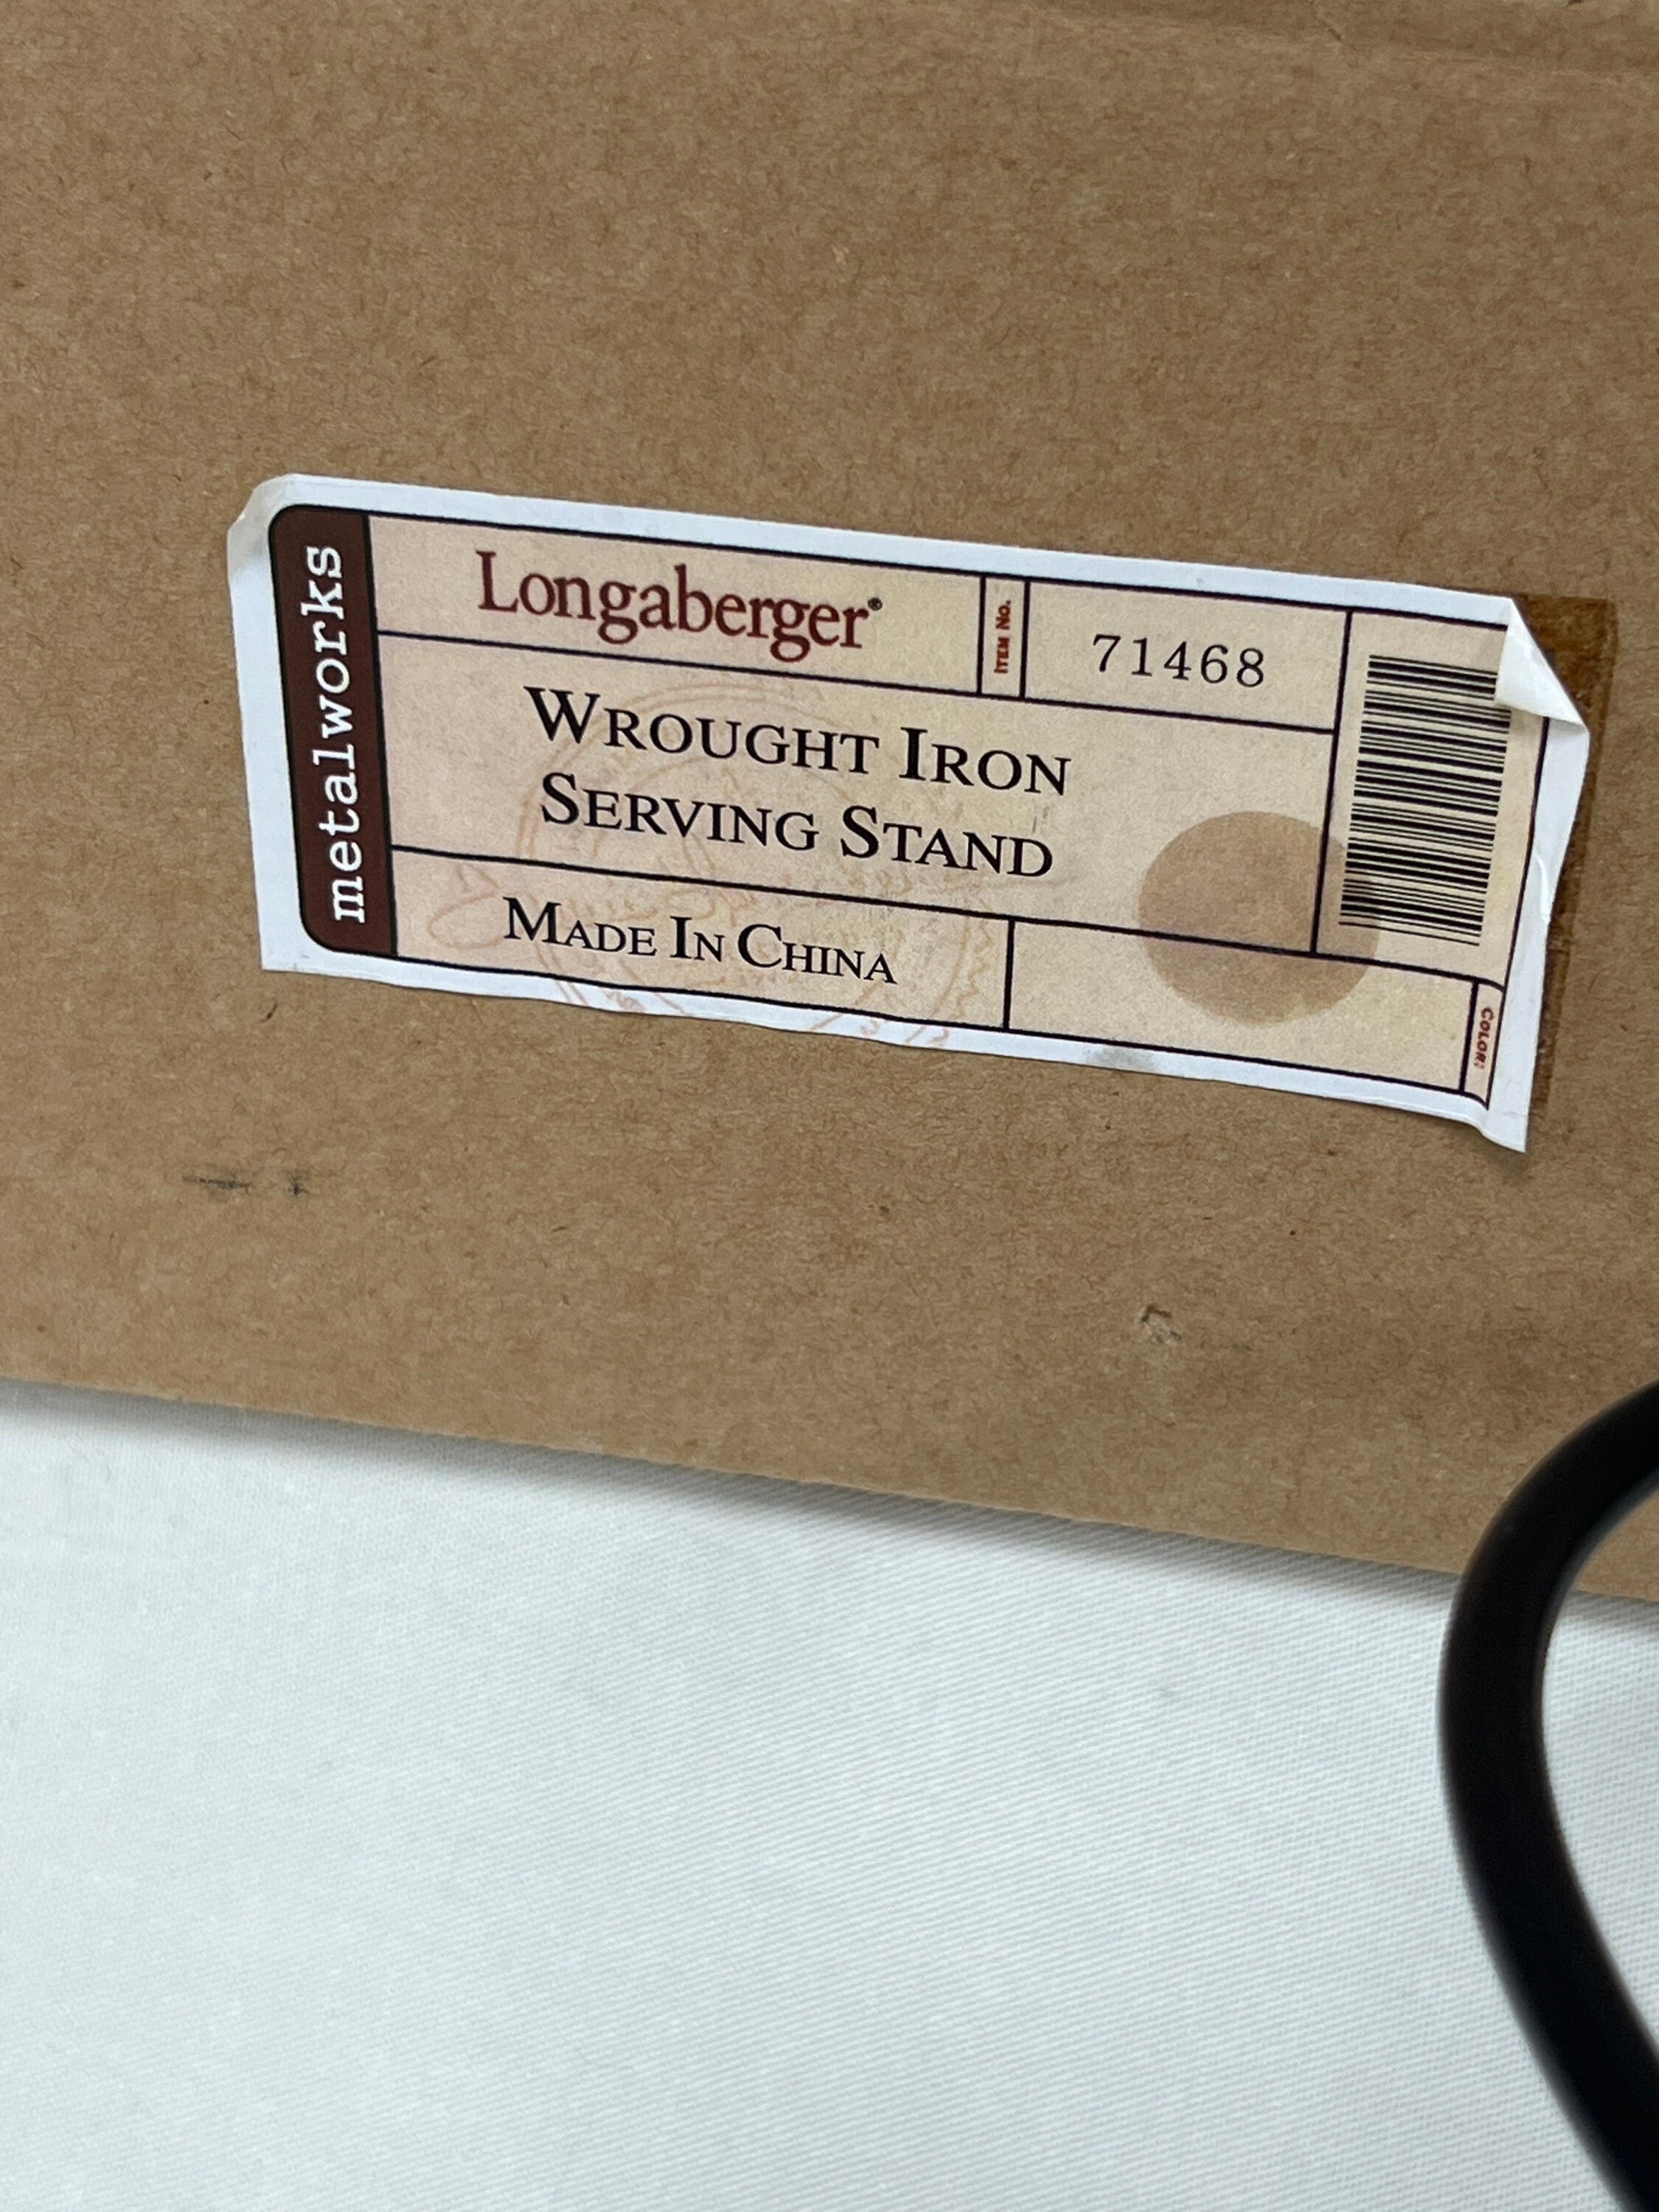 metalworks
Longaberger®
ITEM No.
71468
WROUGHT IRON
SERVING STAND
MADE IN CHINA
COLOR: